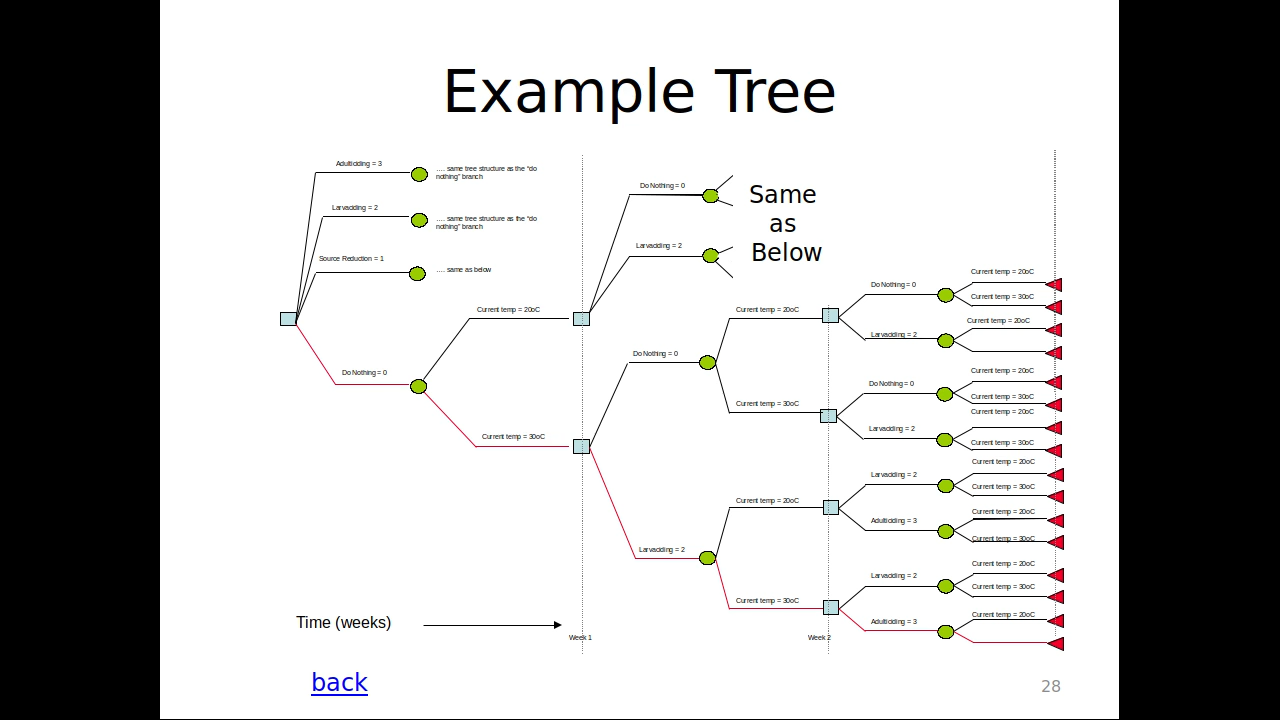 Example Tree
Adulticiding = 3
.... same tree structure as the "do
nothing" branch
Larvaciding = 2
.... same tree structure as the "do
nothing" branch
Source Reduction = 1
.... same as below
Do Nothing = 0
Current temp = 20oC
Current temp = 30oC
Do Nothing = 0
Larvaciding = 2
Same
as
Below
Do Nothing = 0
Larvaciding = 2
Current temp = 20oC
Current temp = 30oC
Current temp = 20oC
Current temp = 30oC
Do Nothing = 0
Larvaciding = 2
Do Nothing = 0
Larvaciding = 2
Larvaciding = 2
Adulticiding = 3
Larvaciding = 2
Adulticiding = 3
Current temp = 20oC
Current temp = 30oC
Current temp = 20oC
Current temp = 20oC
Current temp = 30oC
Current temp = 20oC
Current temp = 30oC
Current temp = 20oC
Current temp = 30oC
Current temp = 20oC
Current temp = 30oC
Current temp = 20oC
Current temp = 30oC
Current temp = 20oC
Time (weeks)
Week 1
Week 2
back
28